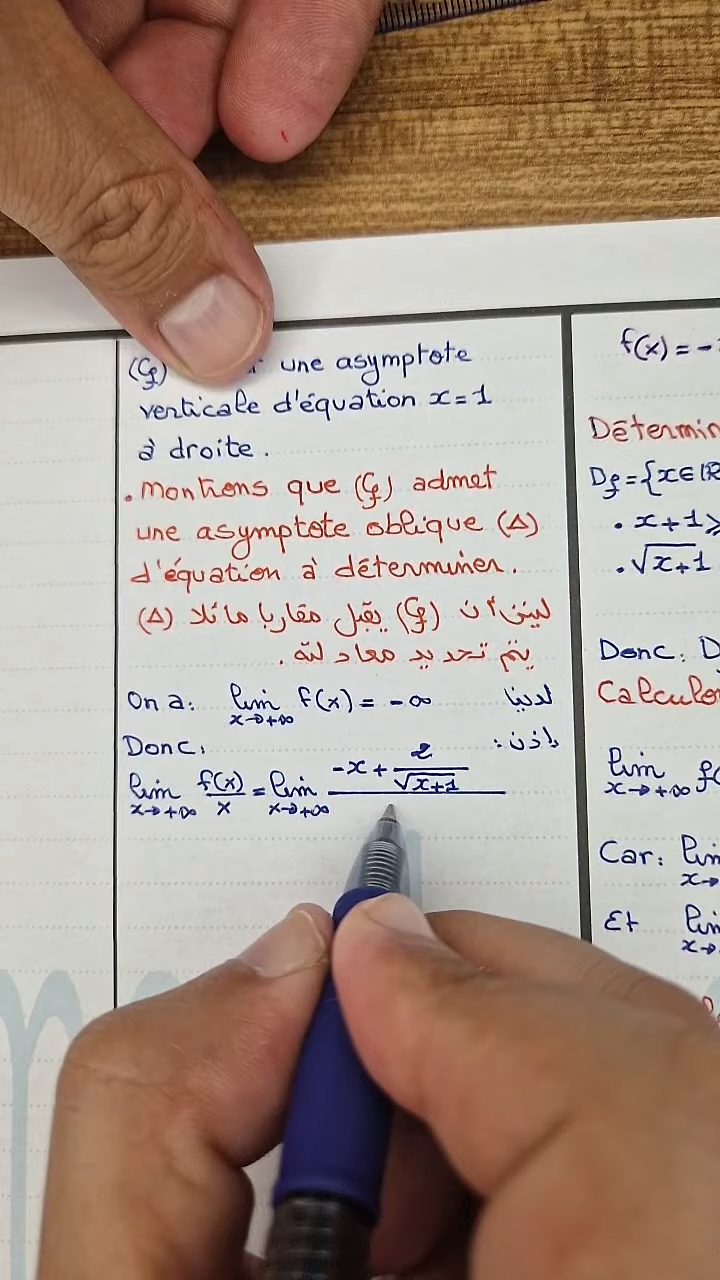 (Cf) une asymptote
verticale d'équation x=1
à droite.
. Montrons que (Cf) admet
une asymptote oblique (Δ)
d'équation à déterminer.
لنبين أن (Cf) يقبل مقاربا مائلا (Δ)
يتم تحديد معادلته.
On a: lim x→+∞ f(x) = -∞ لدينا
Donc: إذن:
lim x→+∞ f(x)/x = lim x→+∞ -x + 2/√x+1
f(x) = -
Détermin
Df={x∈IR
. x+1≥
. √x+1
Donc: D
Calculo
lim x→+∞ f(
Car: lim x→
Et lim x→